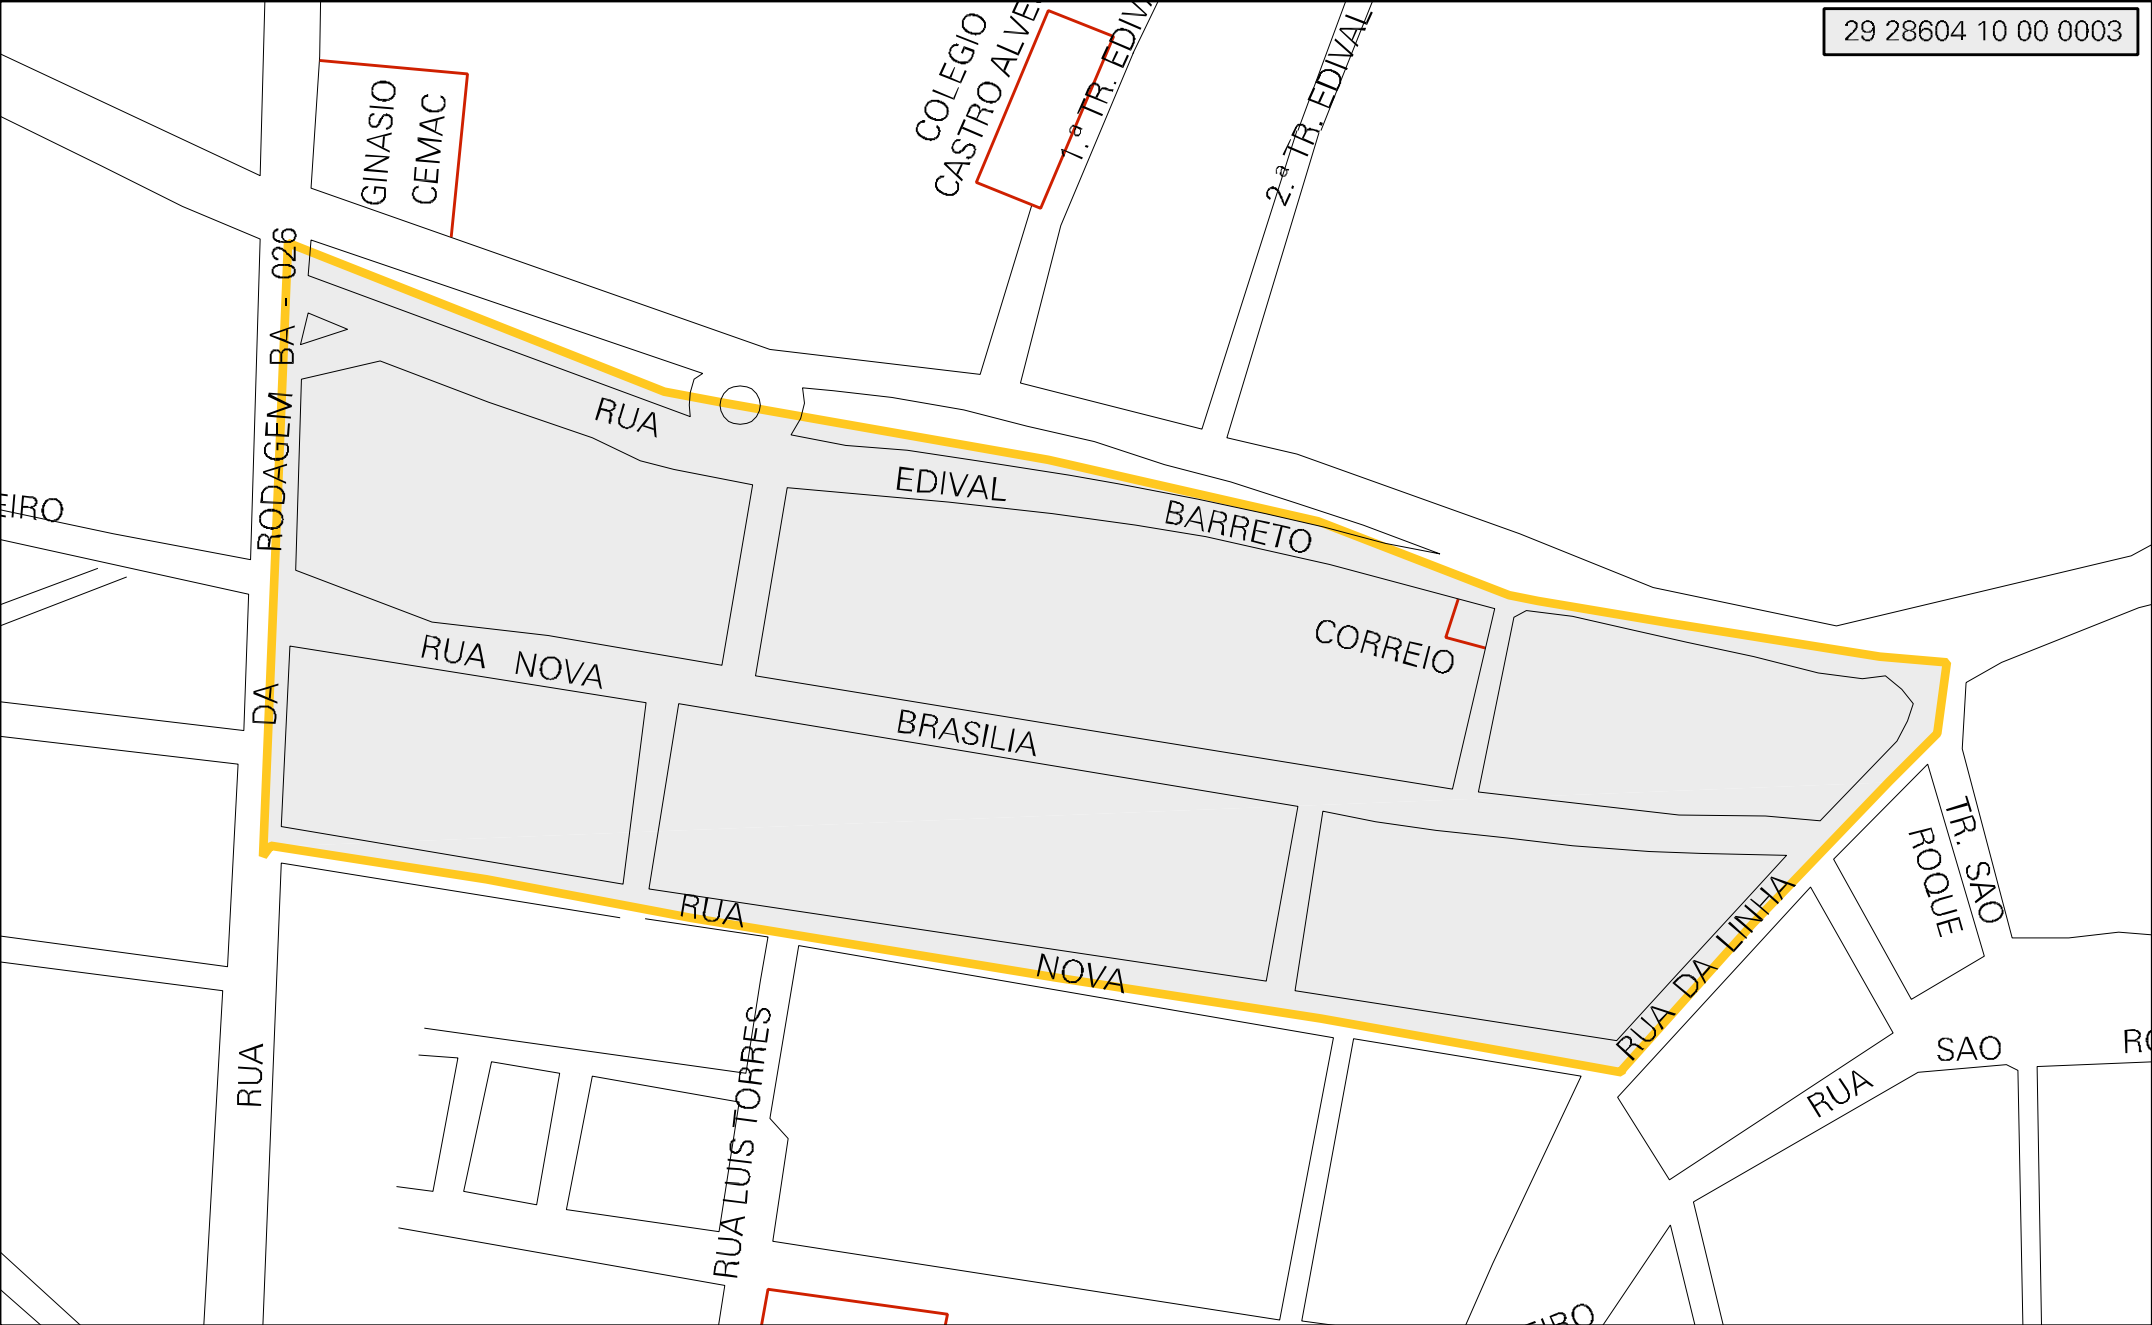 29 28604 10 00 0003
COLEGIO
CASTRO ALVE
1.ª TR. EDIV
2.ª TR. EDIVAL
GINASIO
CEMAC
RUA DA RODAGEM BA - 026
RUA EDIVAL BARRETO
EIRO
CORREIO
RUA NOVA BRASILIA
TR. SAO
ROQUE
RUA NOVA
RUA DA LINHA
RUA LUIS TORRES
RUA SAO RO
EIRO